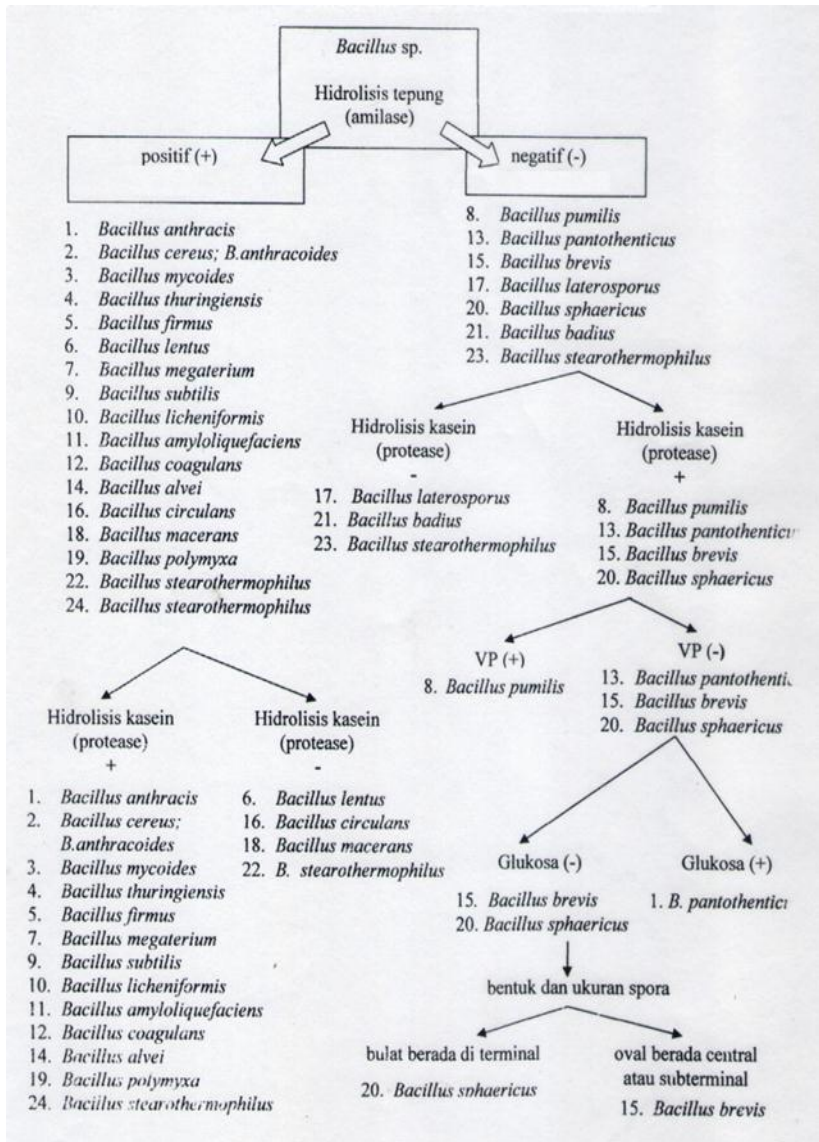 Bacillus sp.
Hidrolisis tepung
(amilase)
positif (+)
negatif (-)
1. Bacillus anthracis
2. Bacillus cereus; B.anthracoides
3. Bacillus mycoides
4. Bacillus thuringiensis
5. Bacillus firmus
6. Bacillus lentus
7. Bacillus megaterium
9. Bacillus subtilis
10. Bacillus licheniformis
11. Bacillus amyloliquefaciens
12. Bacillus coagulans
14. Bacillus alvei
16. Bacillus circulans
18. Bacillus macerans
19. Bacillus polymyxa
22. Bacillus stearothermophilus
24. Bacillus stearothermophilus
8. Bacillus pumilis
13. Bacillus pantothenticus
15. Bacillus brevis
17. Bacillus laterosporus
20. Bacillus sphaericus
21. Bacillus badius
23. Bacillus stearothermophilus
Hidrolisis kasein
(protease)
-
17. Bacillus laterosporus
21. Bacillus badius
23. Bacillus stearothermophilus
Hidrolisis kasein
(protease)
+
8. Bacillus pumilis
13. Bacillus pantothenticu
15. Bacillus brevis
20. Bacillus sphaericus
VP (+)
8. Bacillus pumilis
VP (-)
13. Bacillus pantothenti
15. Bacillus brevis
20. Bacillus sphaericus
Hidrolisis kasein
(protease)
+
1. Bacillus anthracis
2. Bacillus cereus;
B.anthracoides
3. Bacillus mycoides
4. Bacillus thuringiensis
5. Bacillus firmus
7. Bacillus megaterium
9. Bacillus subtilis
10. Bacillus licheniformis
11. Bacillus amyloliquefaciens
12. Bacillus coagulans
14. Bacillus alvei
19. Bacillus polymyxa
24. Bacillus stearothermophilus
Hidrolisis kasein
(protease)
-
6. Bacillus lentus
16. Bacillus circulans
18. Bacillus macerans
22. B. stearothermophilus
Glukosa (-)
15. Bacillus brevis
20. Bacillus sphaericus
Glukosa (+)
1. B. pantothentic
bentuk dan ukuran spora
bulat berada di terminal
20. Bacillus sphaericus
oval berada central
atau subterminal
15. Bacillus brevis